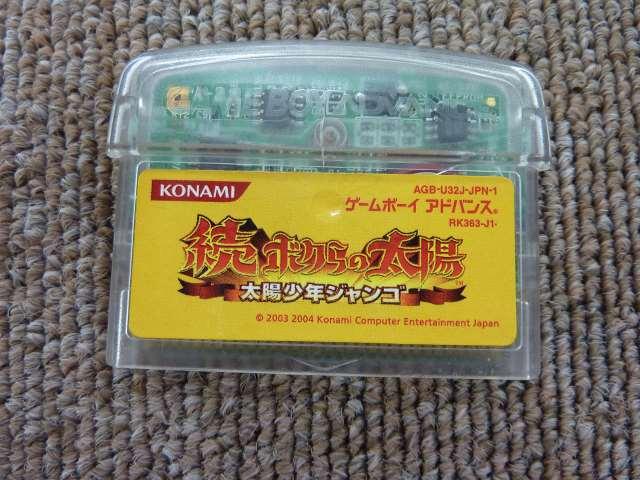 GAME BOY ADVANCE
KONAMI
AGB-U32J-JPN-1
ゲームボーイ アドバンス®
RK363-J1-
続・ボクらの太陽™
太陽少年ジャンゴ
© 2003 2004 Konami Computer Entertainment Japan